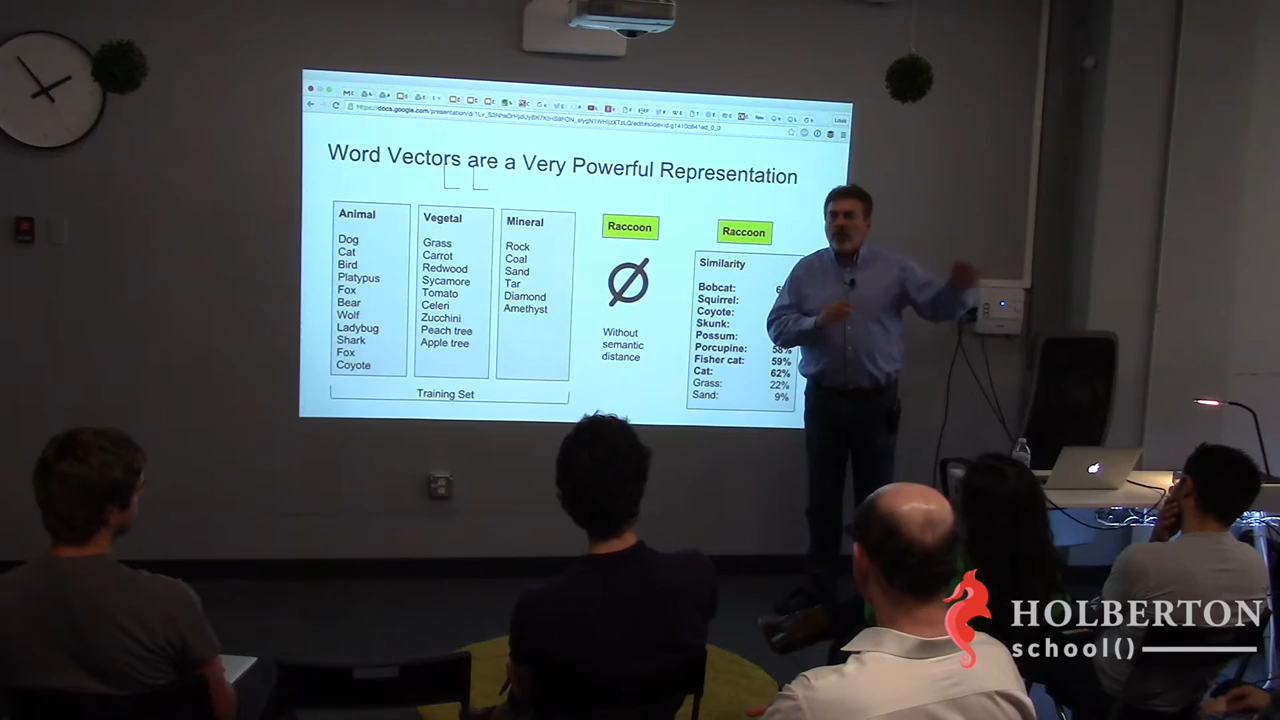 Word Vectors are a Very Powerful Representation
Animal
Dog
Cat
Bird
Platypus
Fox
Bear
Wolf
Ladybug
Shark
Fox
Coyote
Vegetal
Grass
Carrot
Redwood
Sycamore
Tomato
Celeri
Zucchini
Peach tree
Apple tree
Mineral
Rock
Coal
Sand
Tar
Diamond
Amethyst
Training Set
Raccoon
Without
semantic
distance
Raccoon
Similarity
Bobcat:
Squirrel:
Coyote:
Skunk:
Possum:
Porcupine: 58%
Fisher cat: 59%
Cat: 62%
Grass: 22%
Sand: 9%
HOLBERTON
school()